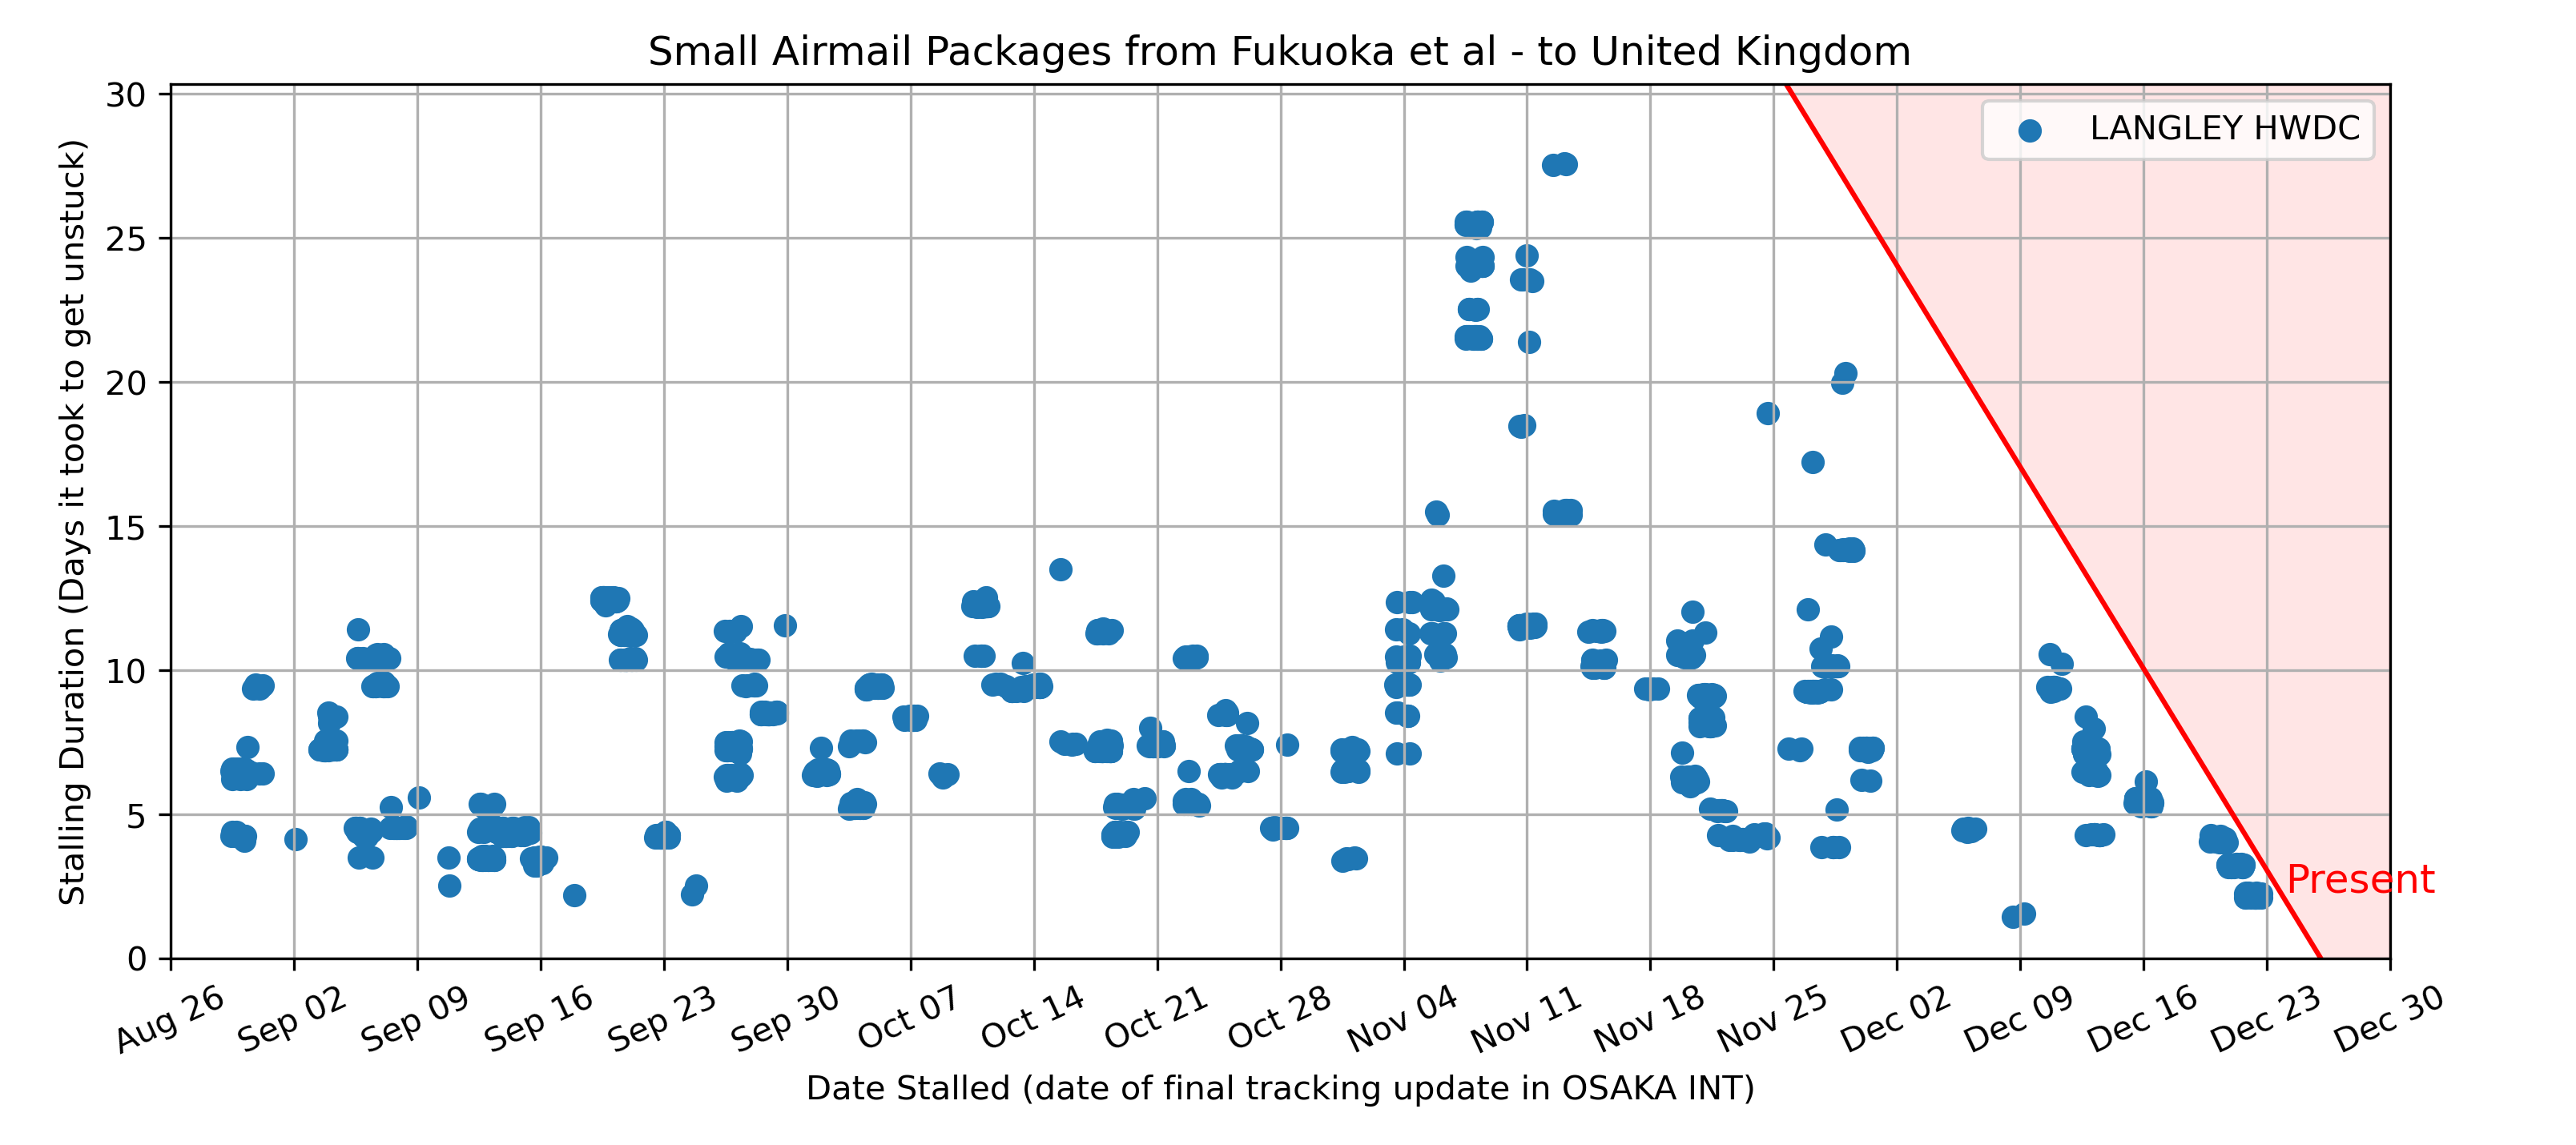 Small Airmail Packages from Fukuoka et al - to United Kingdom
LANGLEY HWDC
Stalling Duration (Days it took to get unstuck)
30
25
20
15
10
5
0
Present
Aug 26
Sep 02
Sep 09
Sep 16
Sep 23
Sep 30
Oct 07
Oct 14
Oct 21
Oct 28
Nov 04
Nov 11
Nov 18
Nov 25
Dec 02
Dec 09
Dec 16
Dec 23
Dec 30
Date Stalled (date of final tracking update in OSAKA INT)